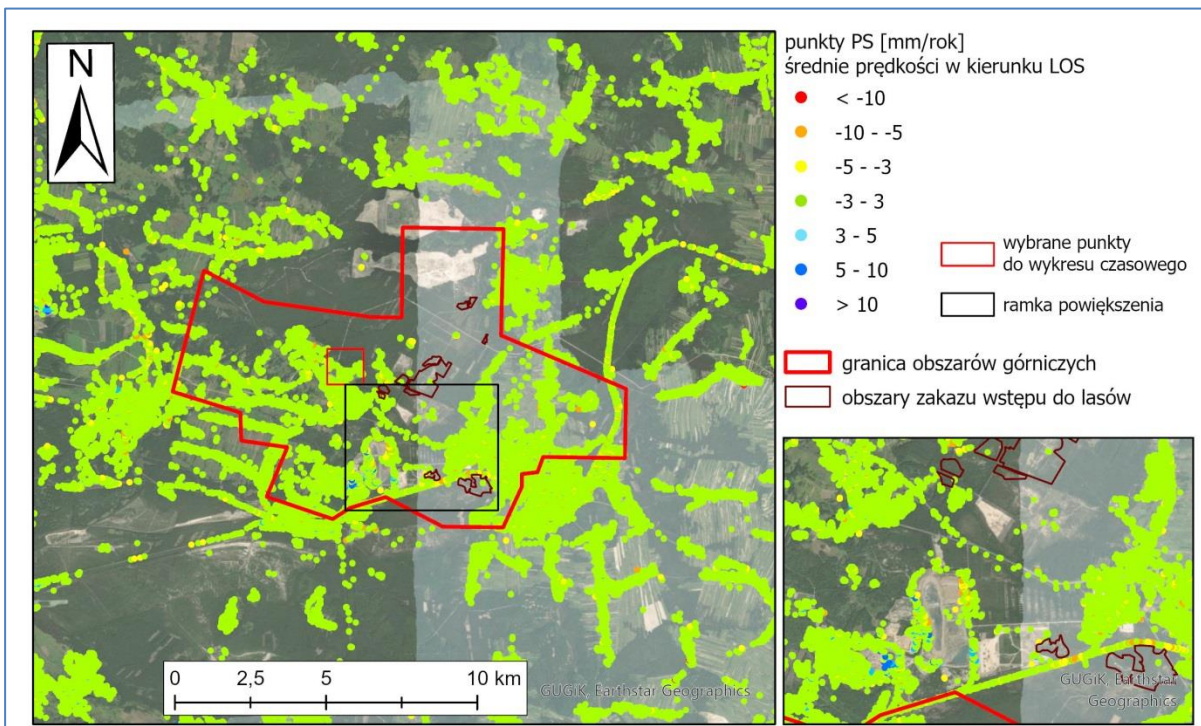 N
0
2,5
5
10 km
GUGiK, Earthstar Geographics
punkty PS [mm/rok]
średnie prędkości w kierunku LOS
< -10
-10 - -5
-5 - -3
-3 - 3
3 - 5
5 - 10
> 10
wybrane punkty
do wykresu czasowego
ramka powiększenia
granica obszarów górniczych
obszary zakazu wstępu do lasów
GUGiK, Earthstar
Geographics